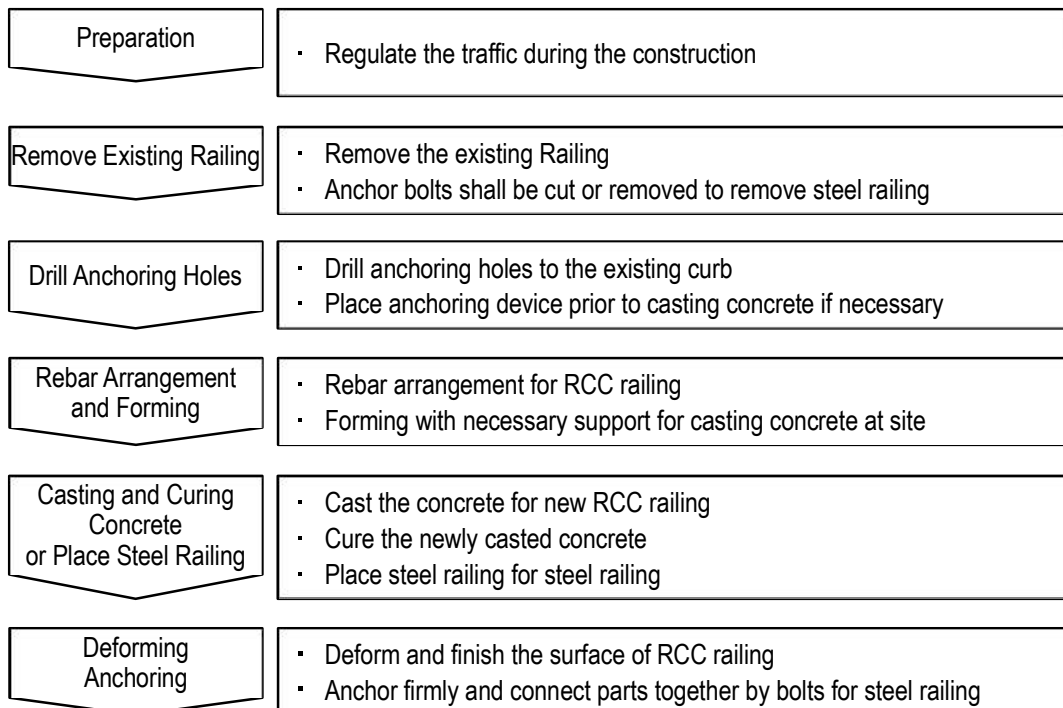 Preparation
· Regulate the traffic during the construction
Remove Existing Railing
· Remove the existing Railing
· Anchor bolts shall be cut or removed to remove steel railing
Drill Anchoring Holes
· Drill anchoring holes to the existing curb
· Place anchoring device prior to casting concrete if necessary
Rebar Arrangement
and Forming
· Rebar arrangement for RCC railing
· Forming with necessary support for casting concrete at site
Casting and Curing
Concrete
or Place Steel Railing
· Cast the concrete for new RCC railing
· Cure the newly casted concrete
· Place steel railing for steel railing
Deforming
Anchoring
· Deform and finish the surface of RCC railing
· Anchor firmly and connect parts together by bolts for steel railing